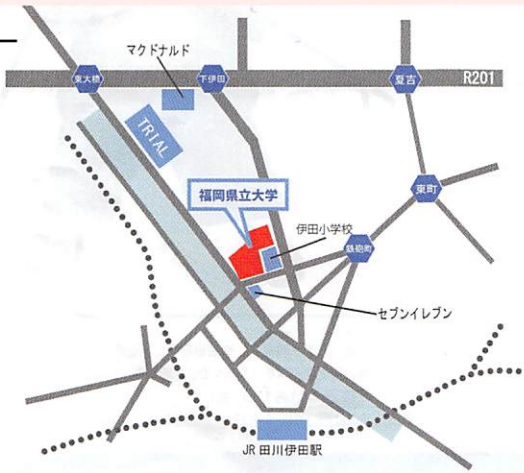 マクドナルド
東大橋
下伊田
夏吉
R201
TRIAL
東町
福岡県立大学
伊田小学校
鉄砲町
セブンイレブン
JR 田川伊田駅